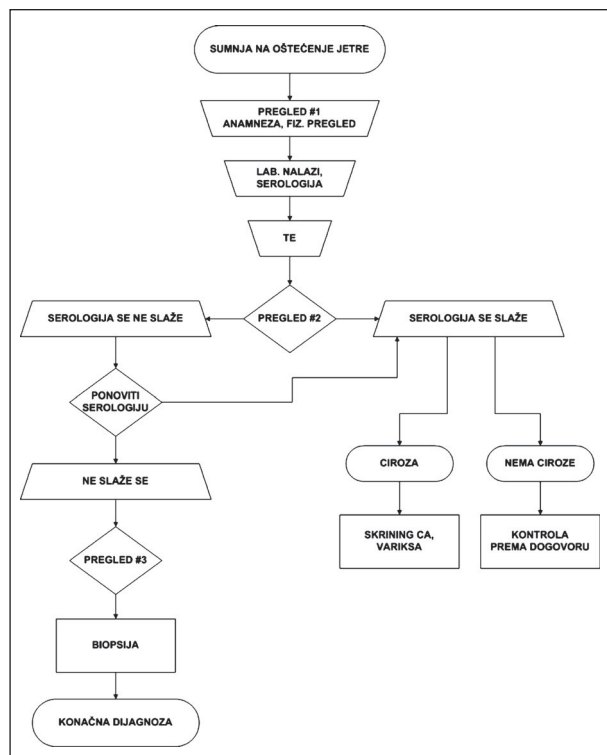 SUMNJA NA OŠTEĆENJE JETRE
PREGLED #1
ANAMNEZA, FIZ. PREGLED
LAB. NALAZI,
SEROLOGIJA
TE
PREGLED #2
SEROLOGIJA SE NE SLAŽE
SEROLOGIJA SE SLAŽE
PONOVITI
SEROLOGIJU
NE SLAŽE SE
PREGLED #3
BIOPSIJA
KONAČNA DIJAGNOZA
CIROZA
NEMA CIROZE
SKRINING CA,
VARIKSA
KONTROLA
PREMA DOGOVORU